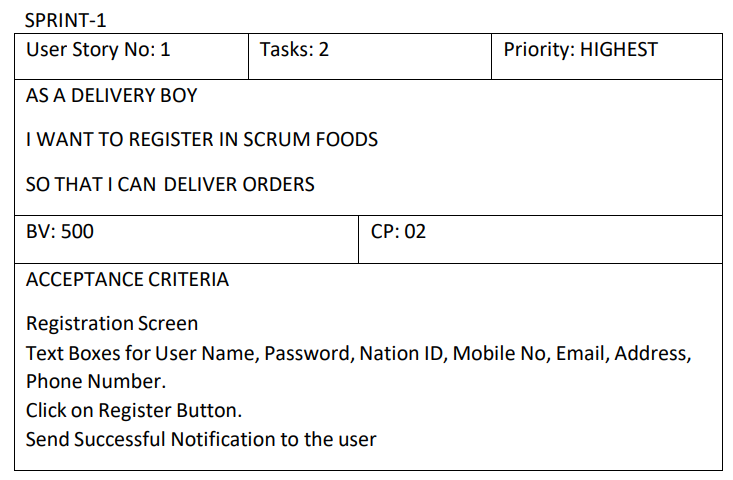 SPRINT-1
User Story No: 1
Tasks: 2
Priority: HIGHEST
AS A DELIVERY BOY
I WANT TO REGISTER IN SCRUM FOODS
SO THAT I CAN DELIVER ORDERS
BV: 500
CP: 02
ACCEPTANCE CRITERIA
Registration Screen
Text Boxes for User Name, Password, Nation ID, Mobile No, Email, Address,
Phone Number.
Click on Register Button.
Send Successful Notification to the user